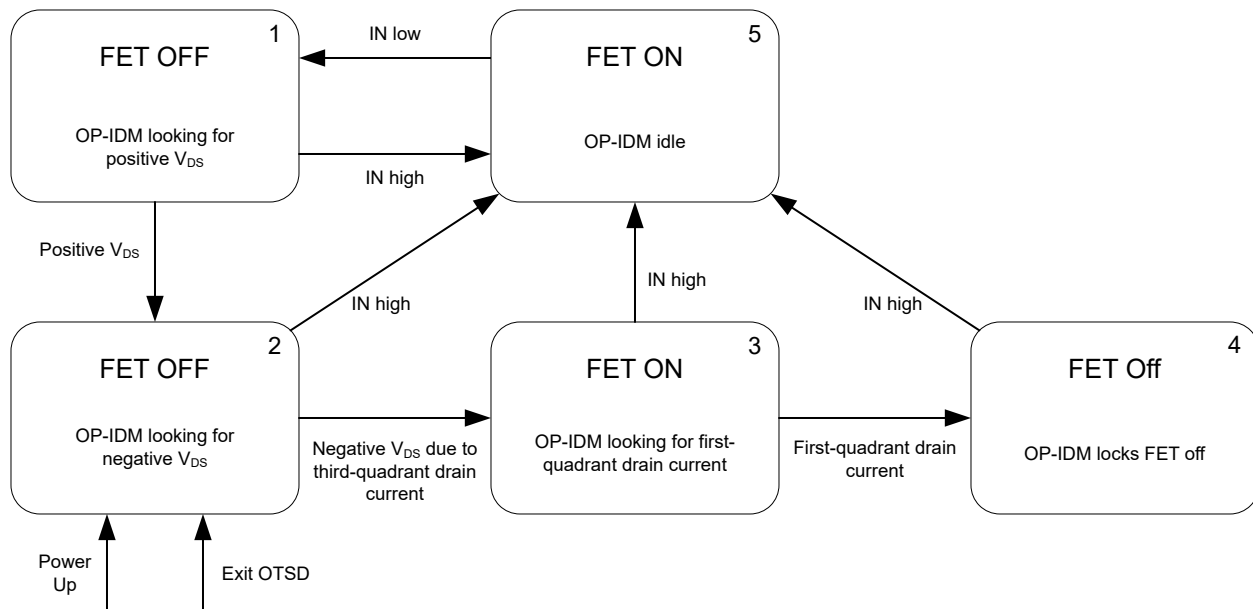 1
FET OFF
OP-IDM looking for
positive VDS
IN low
5
FET ON
OP-IDM idle
IN high
Positive VDS
IN high
IN high
IN high
2
FET OFF
OP-IDM looking for
negative VDS
Negative VDS due to
third-quadrant drain
current
3
FET ON
OP-IDM looking for first-
quadrant drain current
First-quadrant drain
current
4
FET Off
OP-IDM locks FET off
Power
Up
Exit OTSD